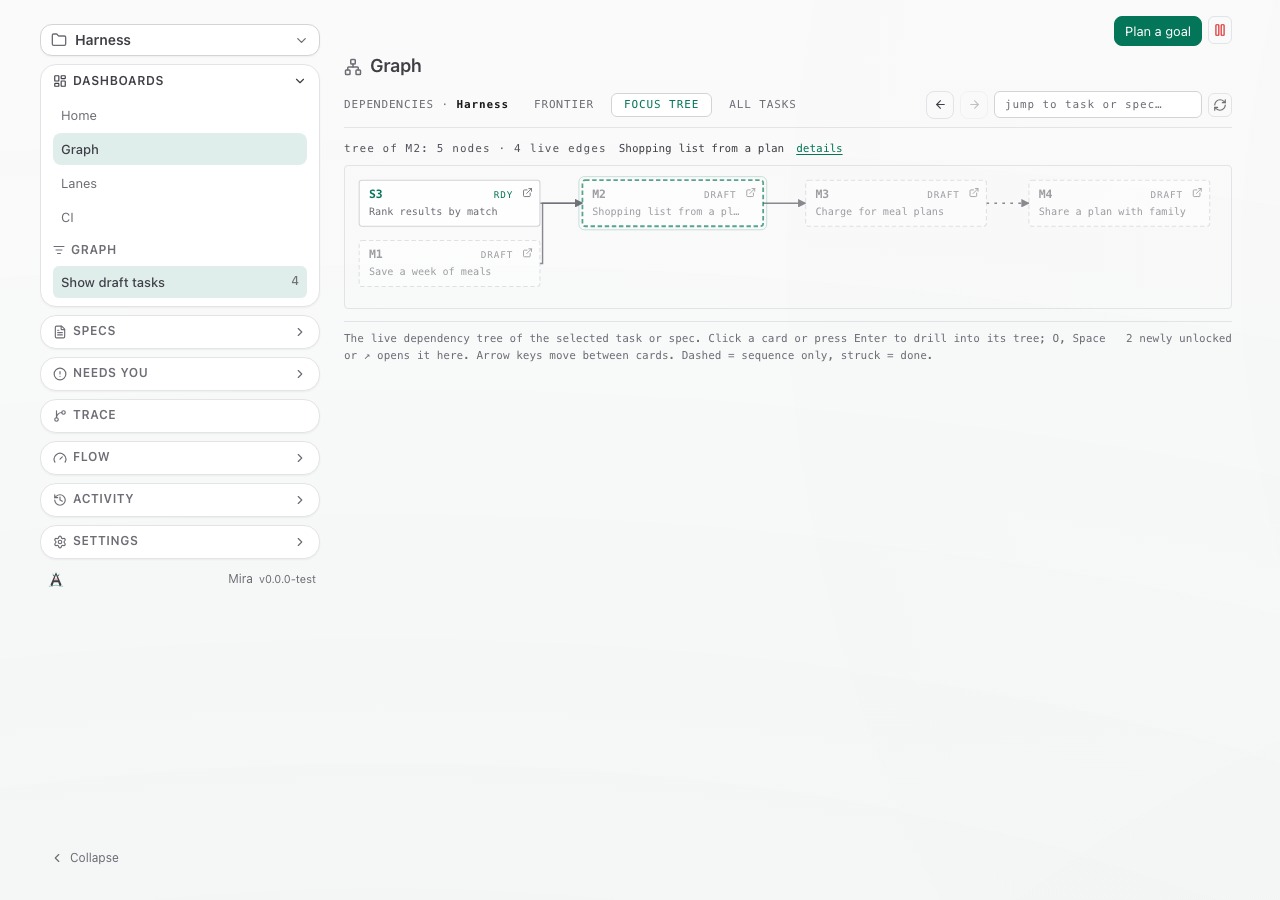 Harness
DASHBOARDS
Home
Graph
Lanes
CI
GRAPH
Show draft tasks 4
SPECS
NEEDS YOU
TRACE
FLOW
ACTIVITY
SETTINGS
Mira v0.0.0-test
Collapse
Plan a goal
Graph
DEPENDENCIES · Harness FRONTIER FOCUS TREE ALL TASKS jump to task or spec…
tree of M2: 5 nodes · 4 live edges Shopping list from a plan details
S3 RDY
Rank results by match
M2 DRAFT
Shopping list from a pl…
M3 DRAFT
Charge for meal plans
M4 DRAFT
Share a plan with family
M1 DRAFT
Save a week of meals
The live dependency tree of the selected task or spec. Click a card or press Enter to drill into its tree; O, Space 2 newly unlocked
or ↗ opens it here. Arrow keys move between cards. Dashed = sequence only, struck = done.